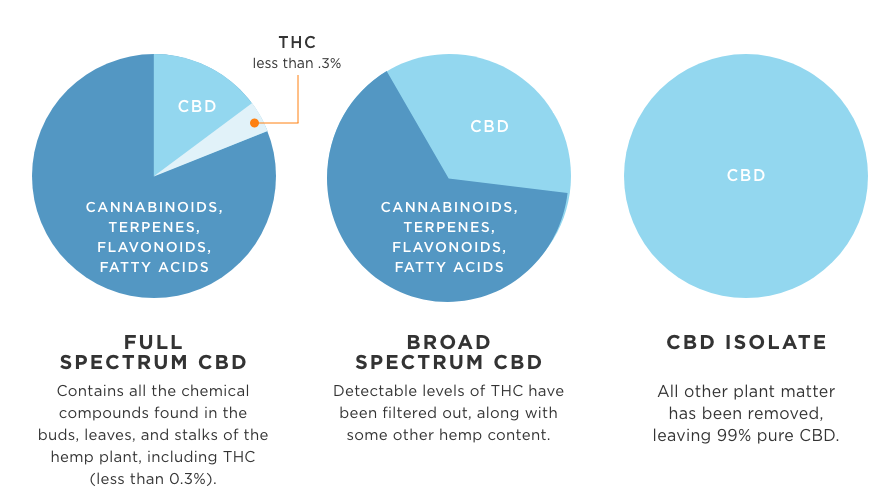 THC
less than .3%
CBD
CANNABINOIDS,
TERPENES,
FLAVONOIDS,
FATTY ACIDS
FULL
SPECTRUM CBD
Contains all the chemical
compounds found in the
buds, leaves, and stalks of the
hemp plant, including THC
(less than 0.3%).
CBD
CANNABINOIDS,
TERPENES,
FLAVONOIDS,
FATTY ACIDS
BROAD
SPECTRUM CBD
Detectable levels of THC have
been filtered out, along with
some other hemp content.
CBD
CBD ISOLATE
All other plant matter
has been removed,
leaving 99% pure CBD.